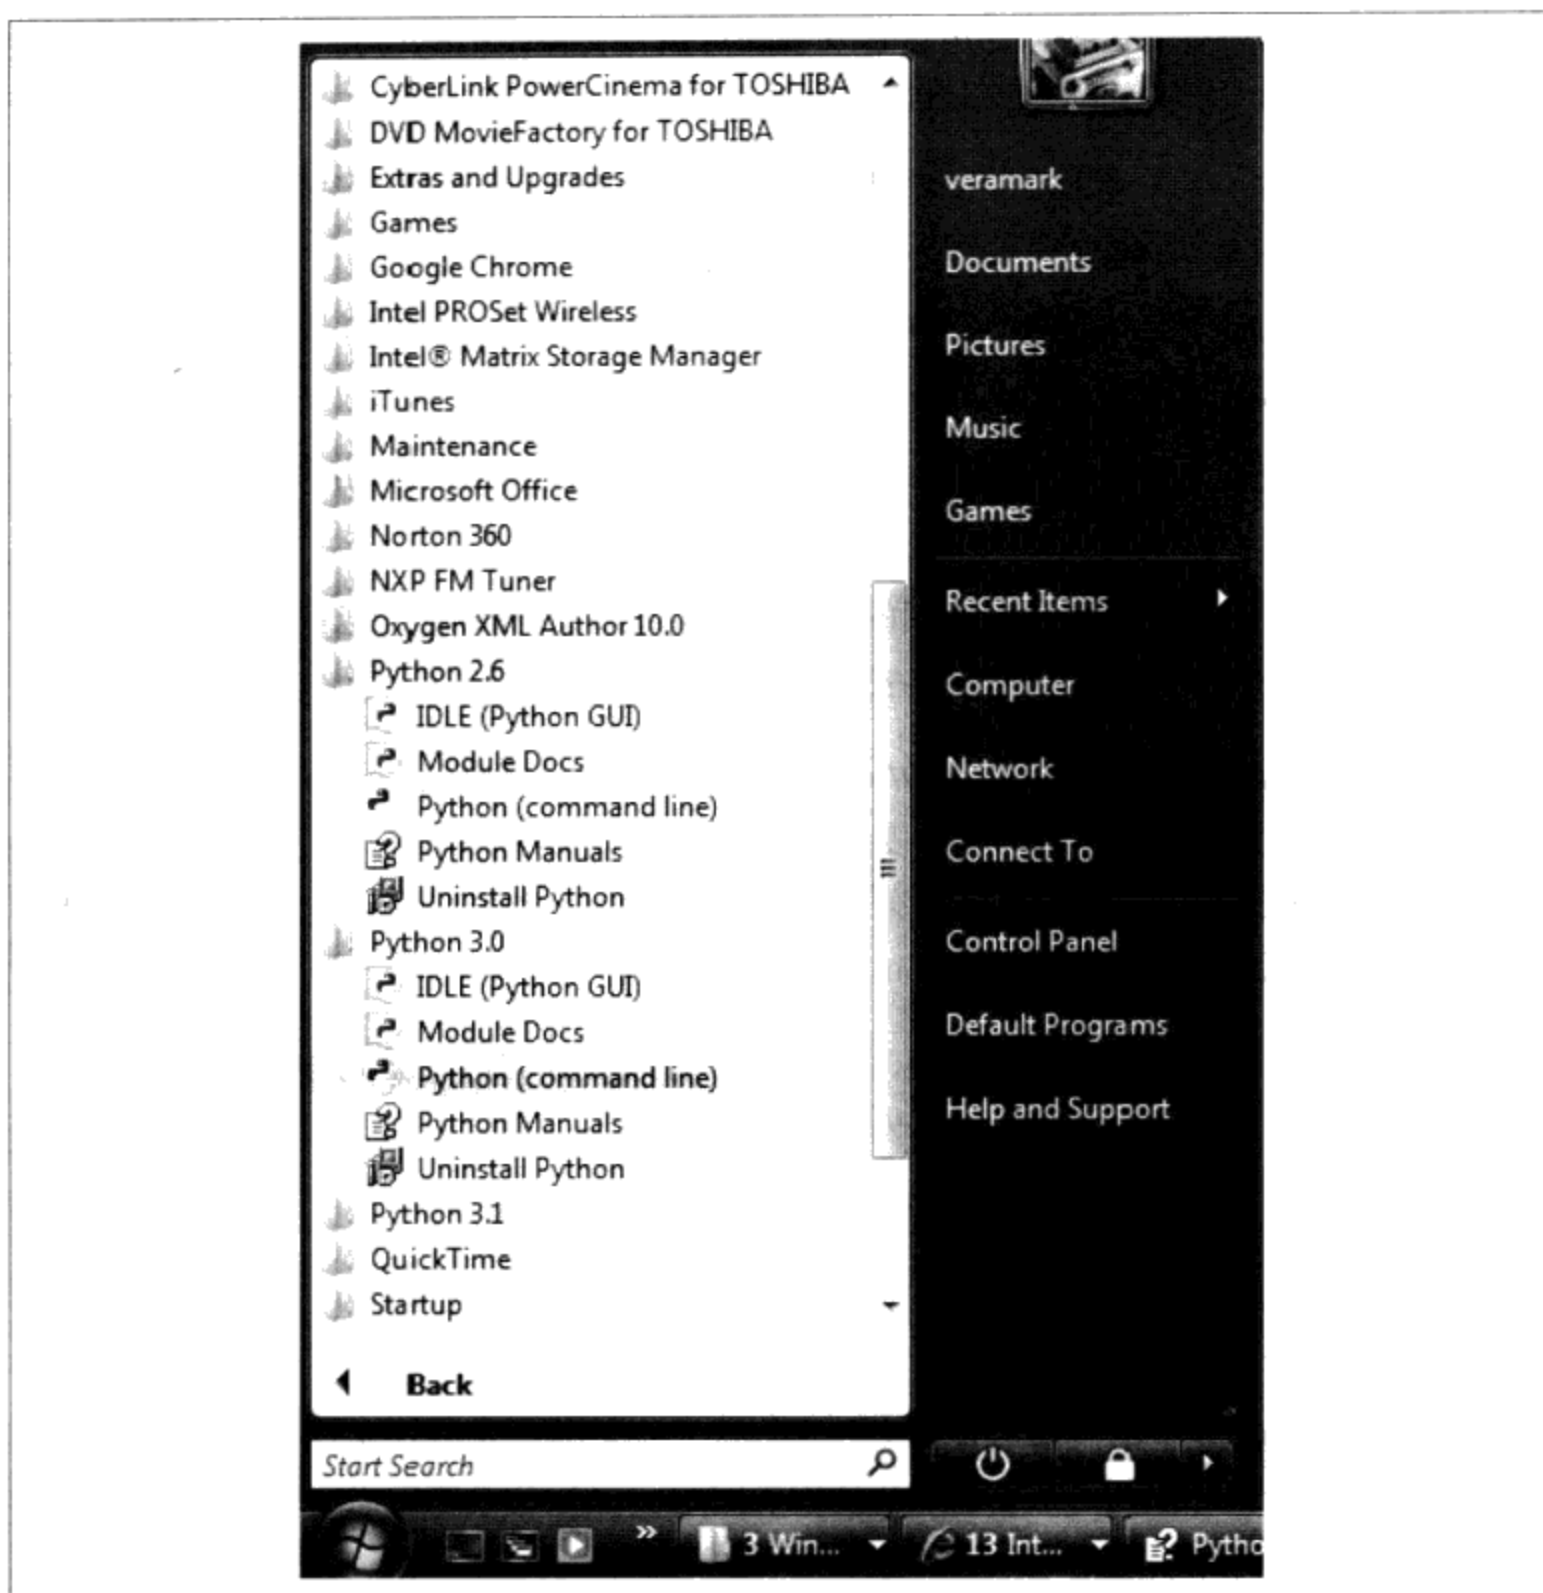 CyberLink PowerCinema for TOSHIBA
DVD MovieFactory for TOSHIBA
Extras and Upgrades
Games
Google Chrome
Intel PROSet Wireless
Intel® Matrix Storage Manager
iTunes
Maintenance
Microsoft Office
Norton 360
NXP FM Tuner
Oxygen XML Author 10.0
Python 2.6
IDLE (Python GUI)
Module Docs
Python (command line)
Python Manuals
Uninstall Python
Python 3.0
IDLE (Python GUI)
Module Docs
Python (command line)
Python Manuals
Uninstall Python
Python 3.1
QuickTime
Startup
Back
Start Search
veramark
Documents
Pictures
Music
Games
Recent Items
Computer
Network
Connect To
Control Panel
Default Programs
Help and Support
3 Win...
13 Int...
Pytho